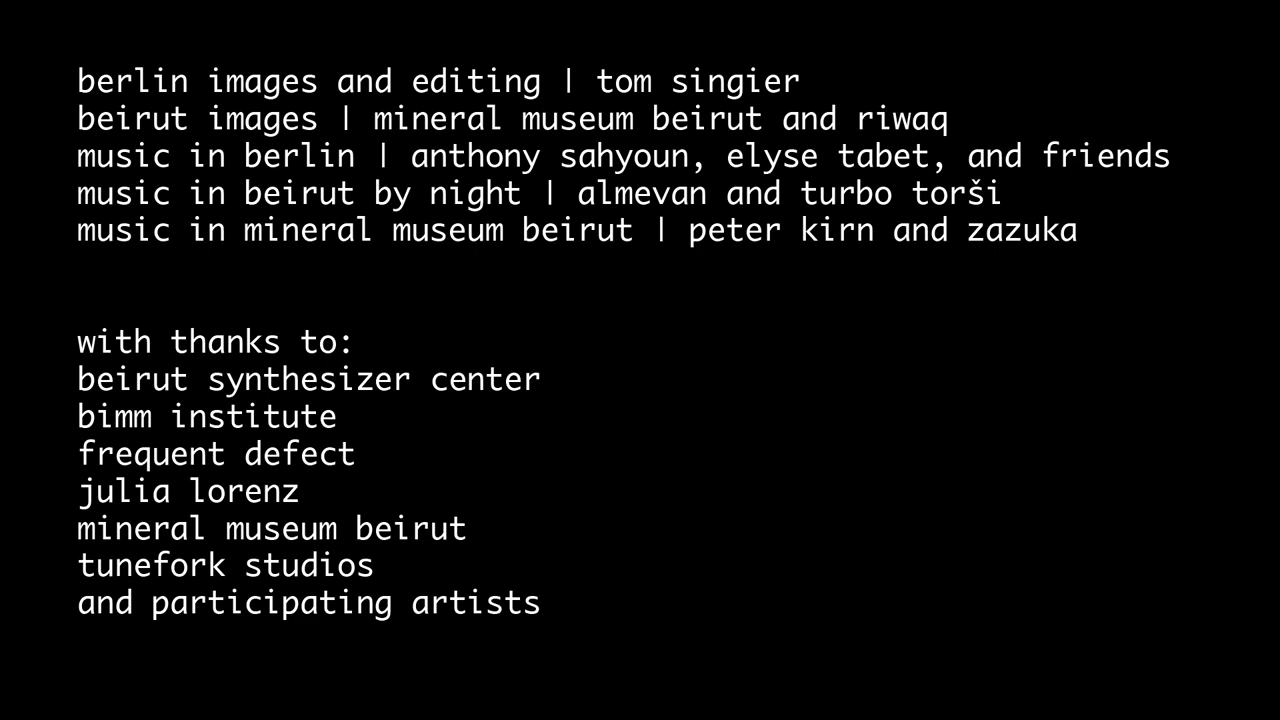 berlin images and editing | tom singier
beirut images | mineral museum beirut and riwaq
music in berlin | anthony sahyoun, elyse tabet, and friends
music in beirut by night | almevan and turbo torši
music in mineral museum beirut | peter kirn and zazuka
with thanks to:
beirut synthesizer center
bimm institute
frequent defect
julia lorenz
mineral museum beirut
tunefork studios
and participating artists